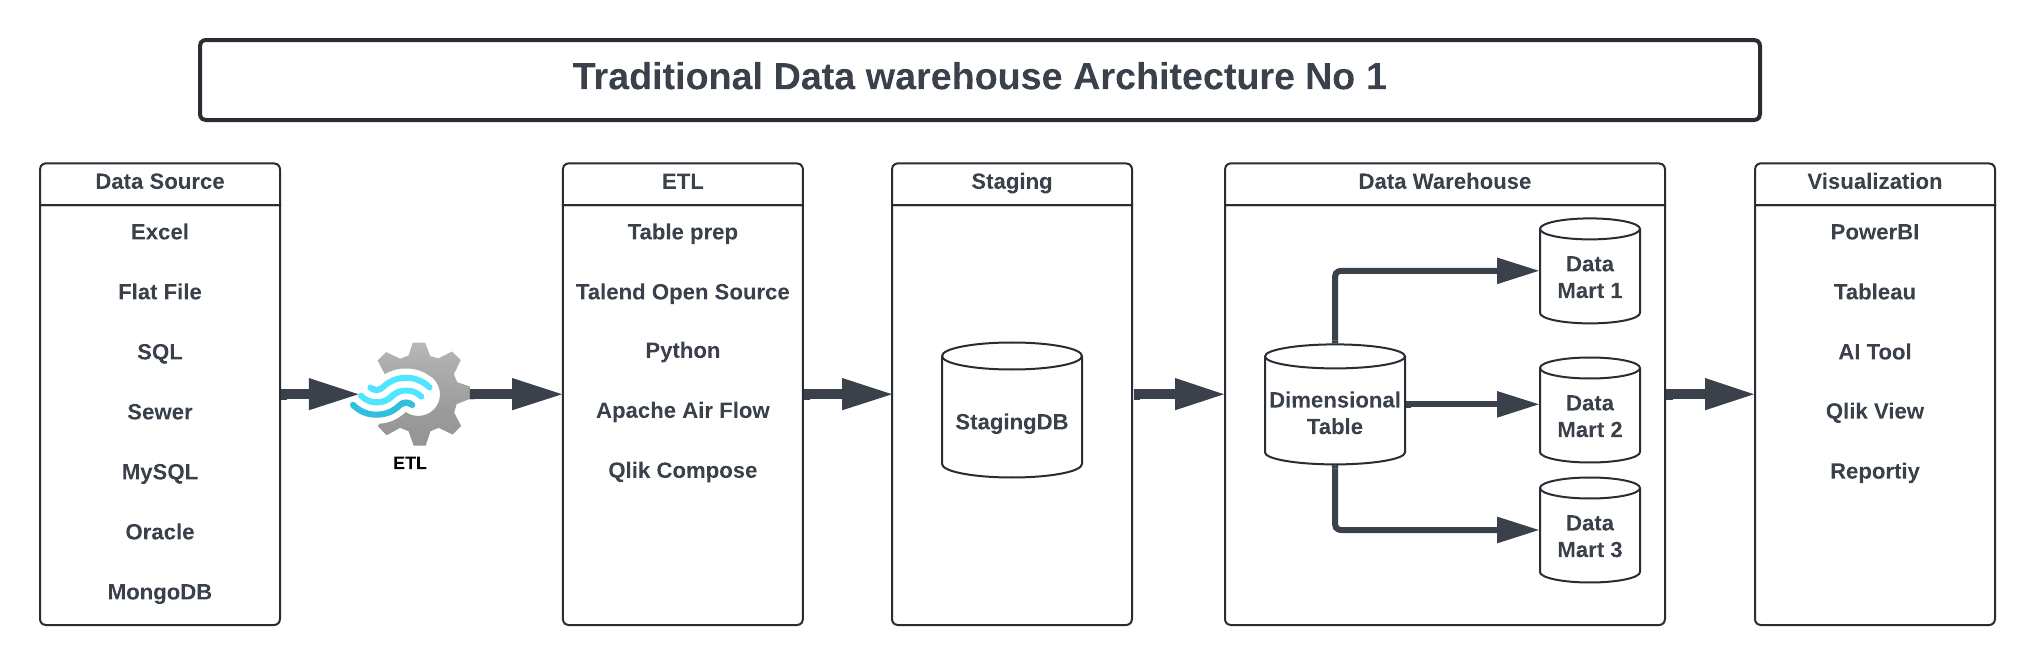 Traditional Data warehouse Architecture No 1
Data Source
Excel
Flat File
SQL
Sewer
MySQL
Oracle
MongoDB
ETL
ETL
Table prep
Talend Open Source
Python
Apache Air Flow
Qlik Compose
Staging
StagingDB
Data Warehouse
Dimensional
Table
Data
Mart 1
Data
Mart 2
Data
Mart 3
Visualization
PowerBI
Tableau
AI Tool
Qlik View
Reportiy